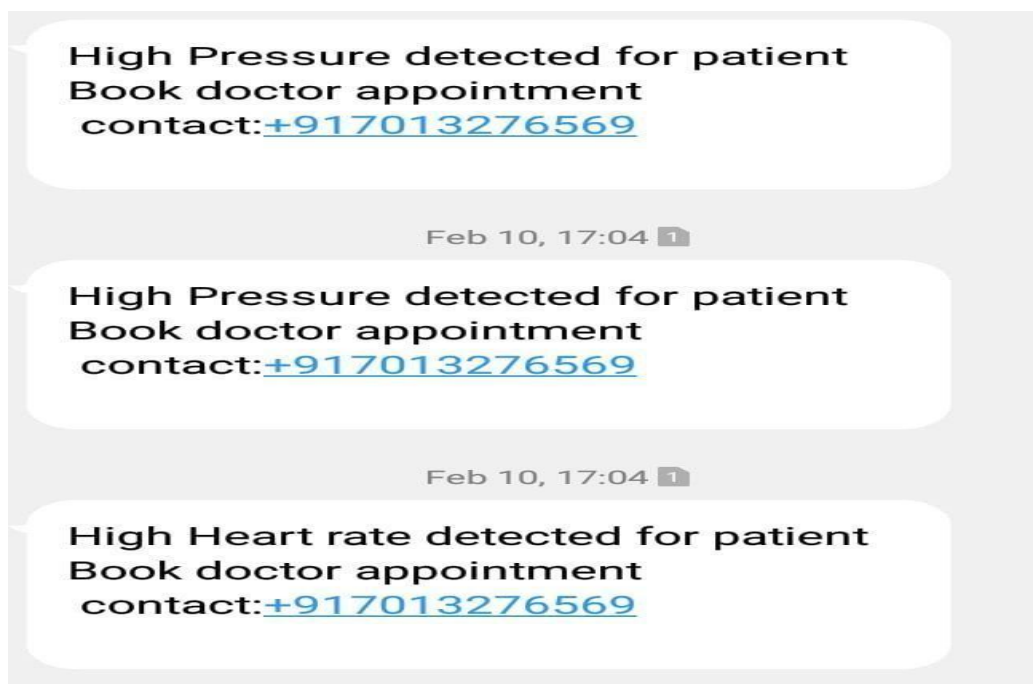 High Pressure detected for patient
Book doctor appointment
contact:+917013276569
Feb 10, 17:04 1
High Pressure detected for patient
Book doctor appointment
contact:+917013276569
Feb 10, 17:04 1
High Heart rate detected for patient
Book doctor appointment
contact:+917013276569